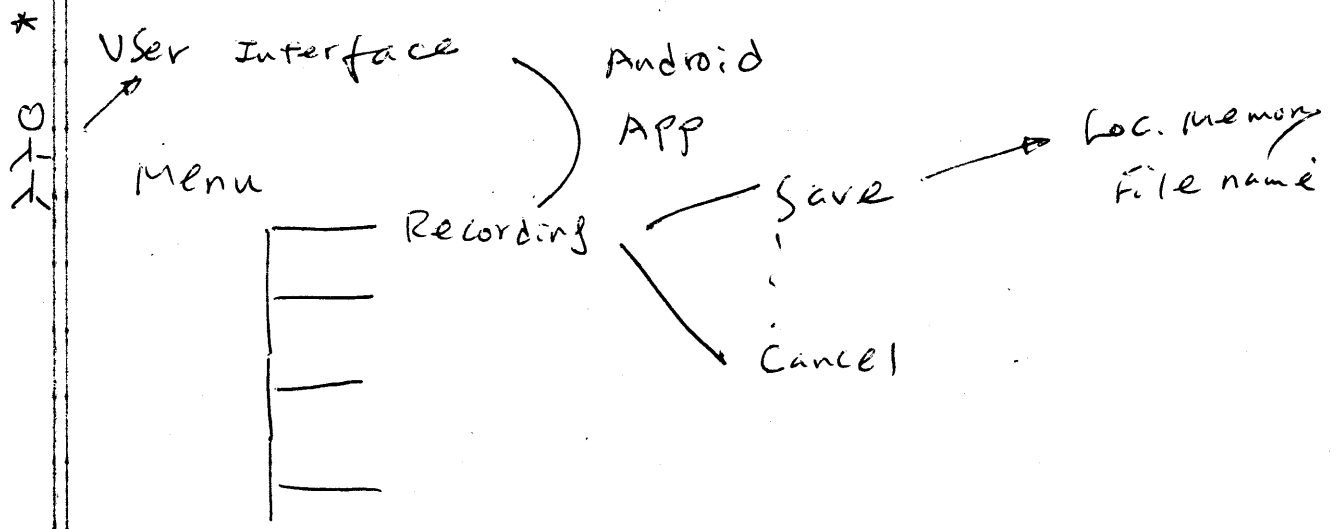 *
User Interface
Android
App
Menu
Recording
Save
Loc. Memory
File name
Cancel